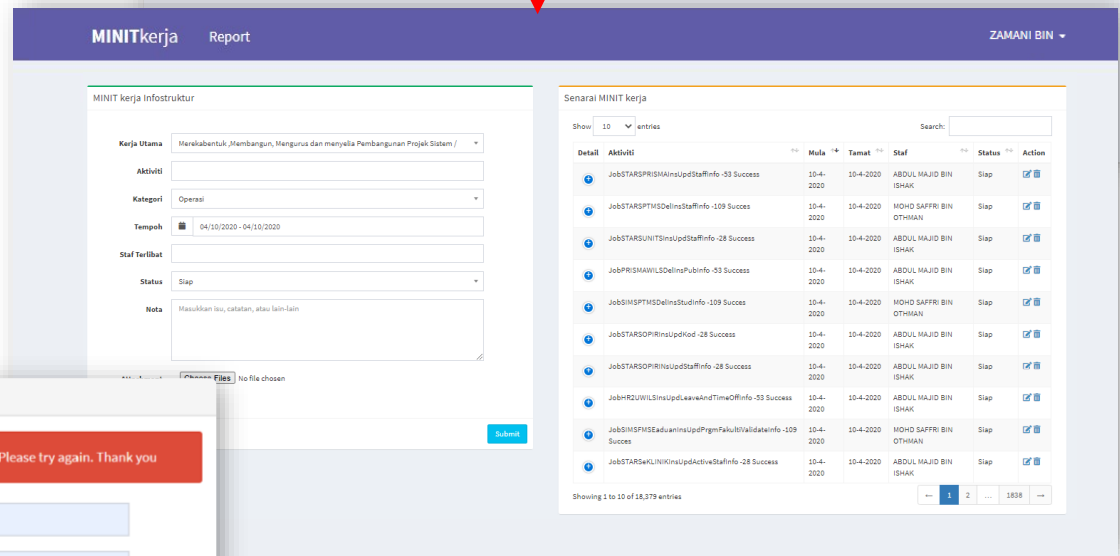 MINITkerja Report ZAMANI BIN
MINIT kerja Infostruktur
Kerja Utama Merekabentuk ,Membangun, Mengurus dan menyelia Pembangunan Projek Sistem /
Aktiviti
Kategori Operasi
Tempoh 04/10/2020 - 04/10/2020
Staf Terlibat
Status Siap
Nota Masukkan isu, catatan, atau lain-lain
No file chosen
Submit
Please try again. Thank you
Senarai MINIT kerja
Show 10 entries Search:
Detail Aktiviti Mula Tamat Staf Status Action
JobSTARSPRISMAInsUpdStaffInfo -53 Success 10-4- 10-4-2020 ABDUL MAJID BIN Siap
2020 ISHAK
JobSTARSPTMSDelInsStaffInfo -109 Succes 10-4- 10-4-2020 MOHD SAFFRI BIN Siap
2020 OTHMAN
JobSTARSUNITSInsUpdStaffInfo -28 Success 10-4- 10-4-2020 ABDUL MAJID BIN Siap
2020 ISHAK
JobPRISMAWILSDelInsPubInfo -53 Success 10-4- 10-4-2020 ABDUL MAJID BIN Siap
2020 ISHAK
JobSIMSPTMSDelInsStudInfo -109 Succes 10-4- 10-4-2020 MOHD SAFFRI BIN Siap
2020 OTHMAN
JobSTARSOPIRInsUpdKod -28 Success 10-4- 10-4-2020 ABDUL MAJID BIN Siap
2020 ISHAK
JobSTARSOPIRINsUpdStaffInfo -28 Success 10-4- 10-4-2020 ABDUL MAJID BIN Siap
2020 ISHAK
JobHR2UWILSInsUpdLeaveAndTimeOffInfo -53 Success 10-4- 10-4-2020 ABDUL MAJID BIN Siap
2020 ISHAK
JobSIMSFMSEaduanInsUpdPrgmFakultiValidateInfo -109 10-4- 10-4-2020 MOHD SAFFRI BIN Siap
Succes 2020 OTHMAN
JobSTARSeKLINIKInsUpdActiveStafInfo -28 Success 10-4- 10-4-2020 ABDUL MAJID BIN Siap
2020 ISHAK
Showing 1 to 10 of 18,379 entries ← 1 2 ... 1838 →